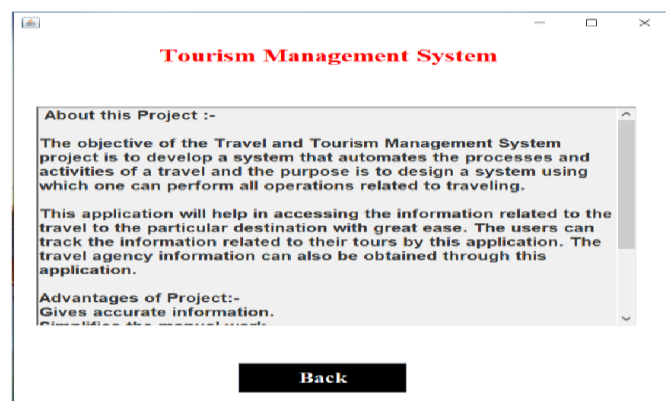 Tourism Management System
About this Project :-
The objective of the Travel and Tourism Management System
project is to develop a system that automates the processes and
activities of a travel and the purpose is to design a system using
which one can perform all operations related to traveling.
This application will help in accessing the information related to the
travel to the particular destination with great ease. The users can
track the information related to their tours by this application. The
travel agency information can also be obtained through this
application.
Advantages of Project:-
Gives accurate information.
Simplifies the manual work
Back